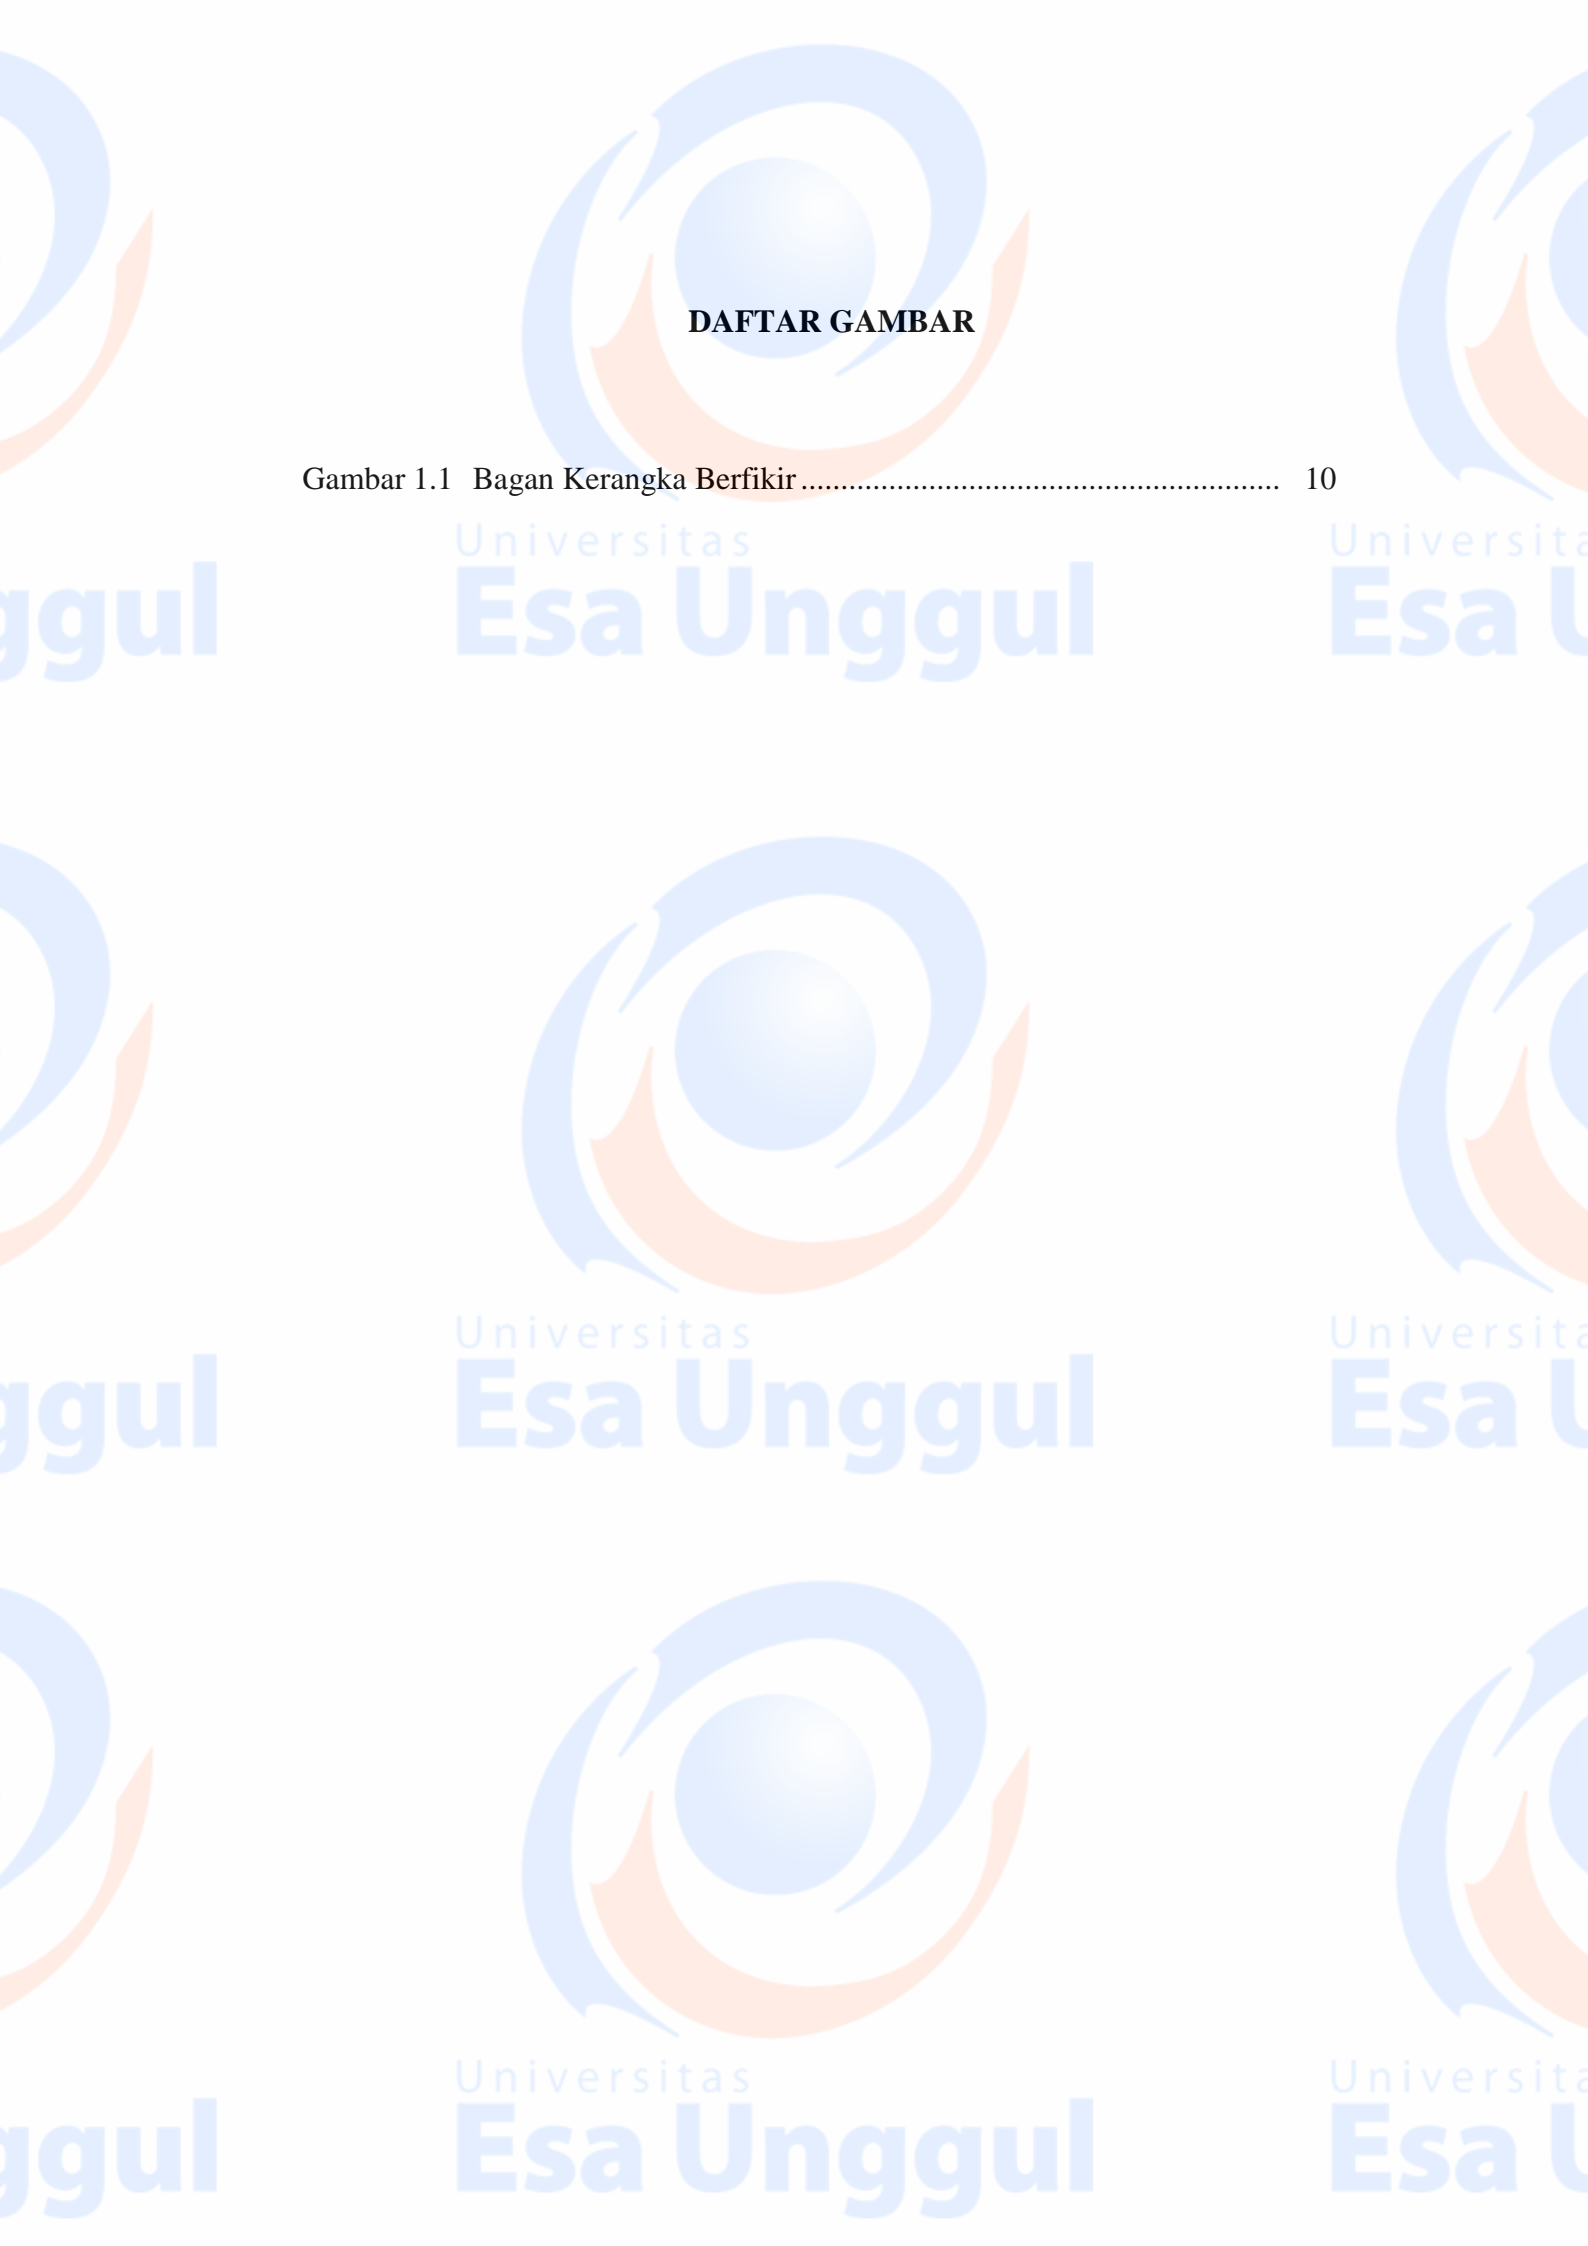 DAFTAR GAMBAR
Gambar 1.1 Bagan Kerangka Berfikir ............................................................ 10
Universitas
Esa Unggul
Universitas
Esa Unggul
Universitas
Esa Unggul